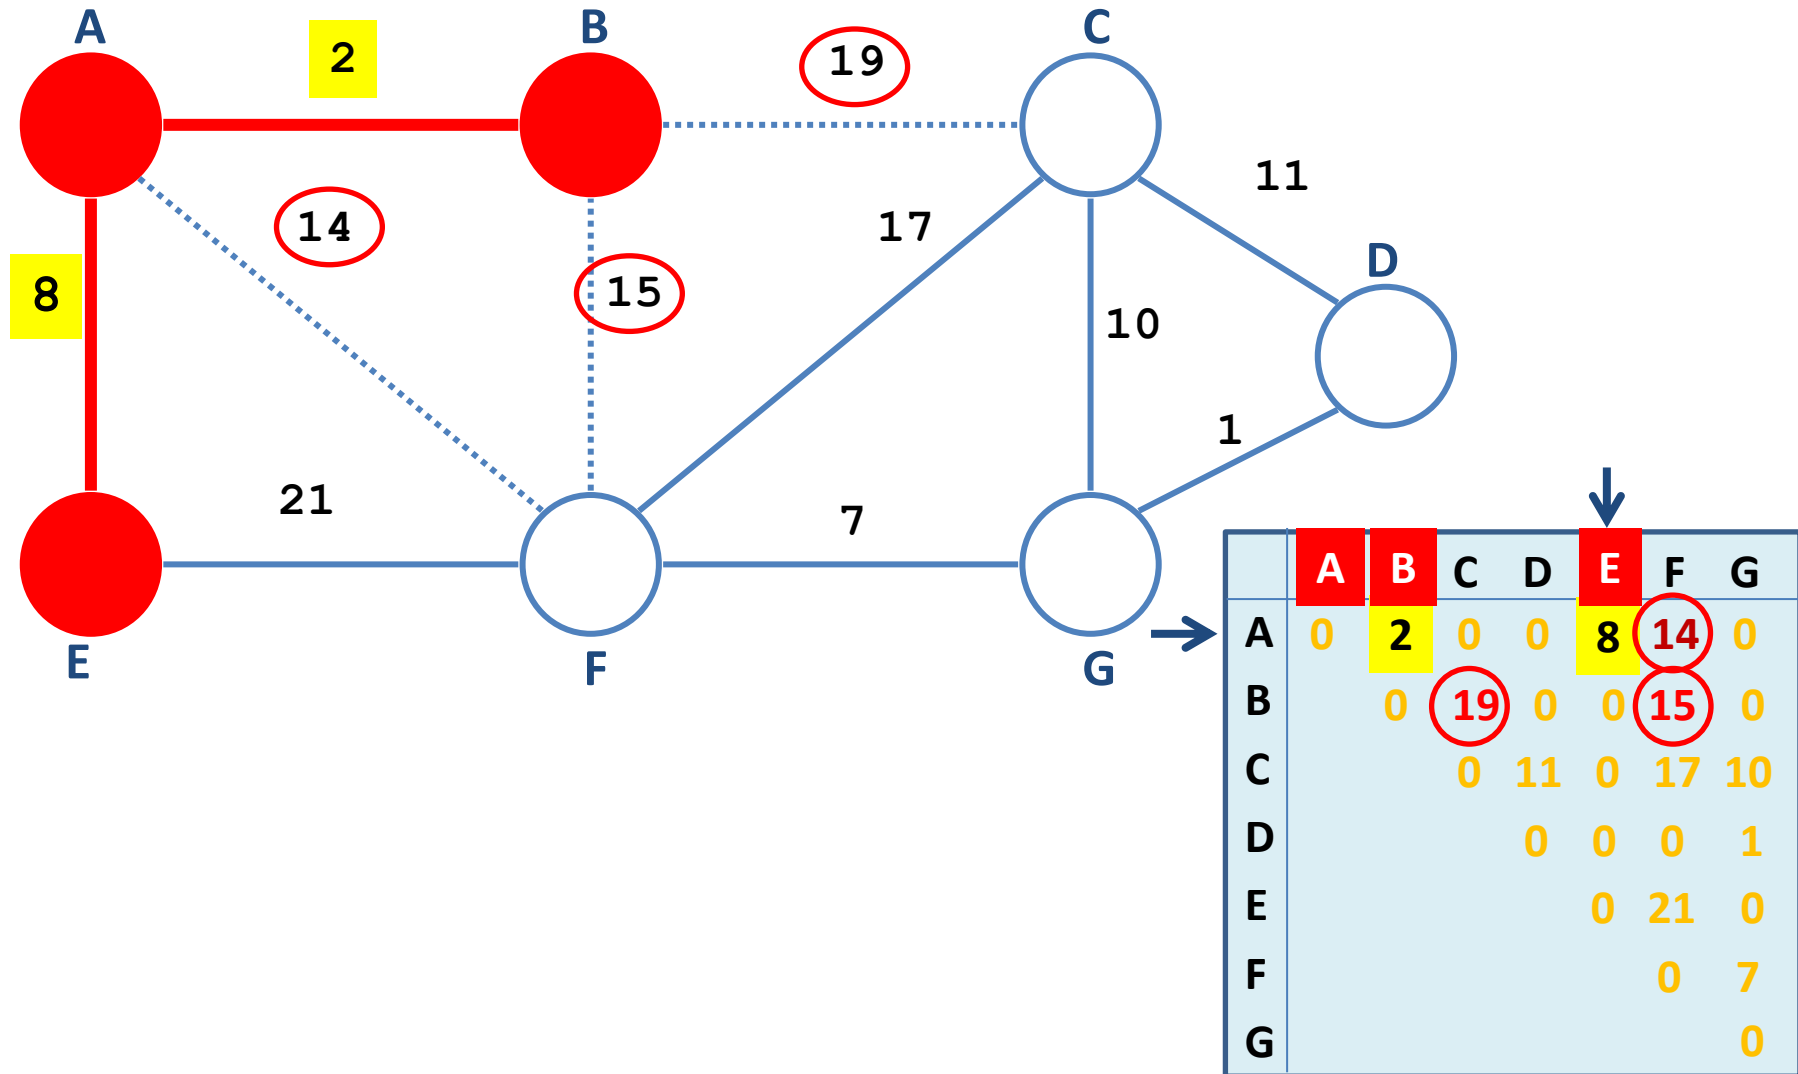 A B C
2 19
14 17 11
8 15 10 D
21 7 1
E F G
A B C D E F G
A 0 2 0 0 8 14 0
B 0 19 0 0 15 0
C 0 11 0 17 10
D 0 0 0 1
E 0 21 0
F 0 7
G 0